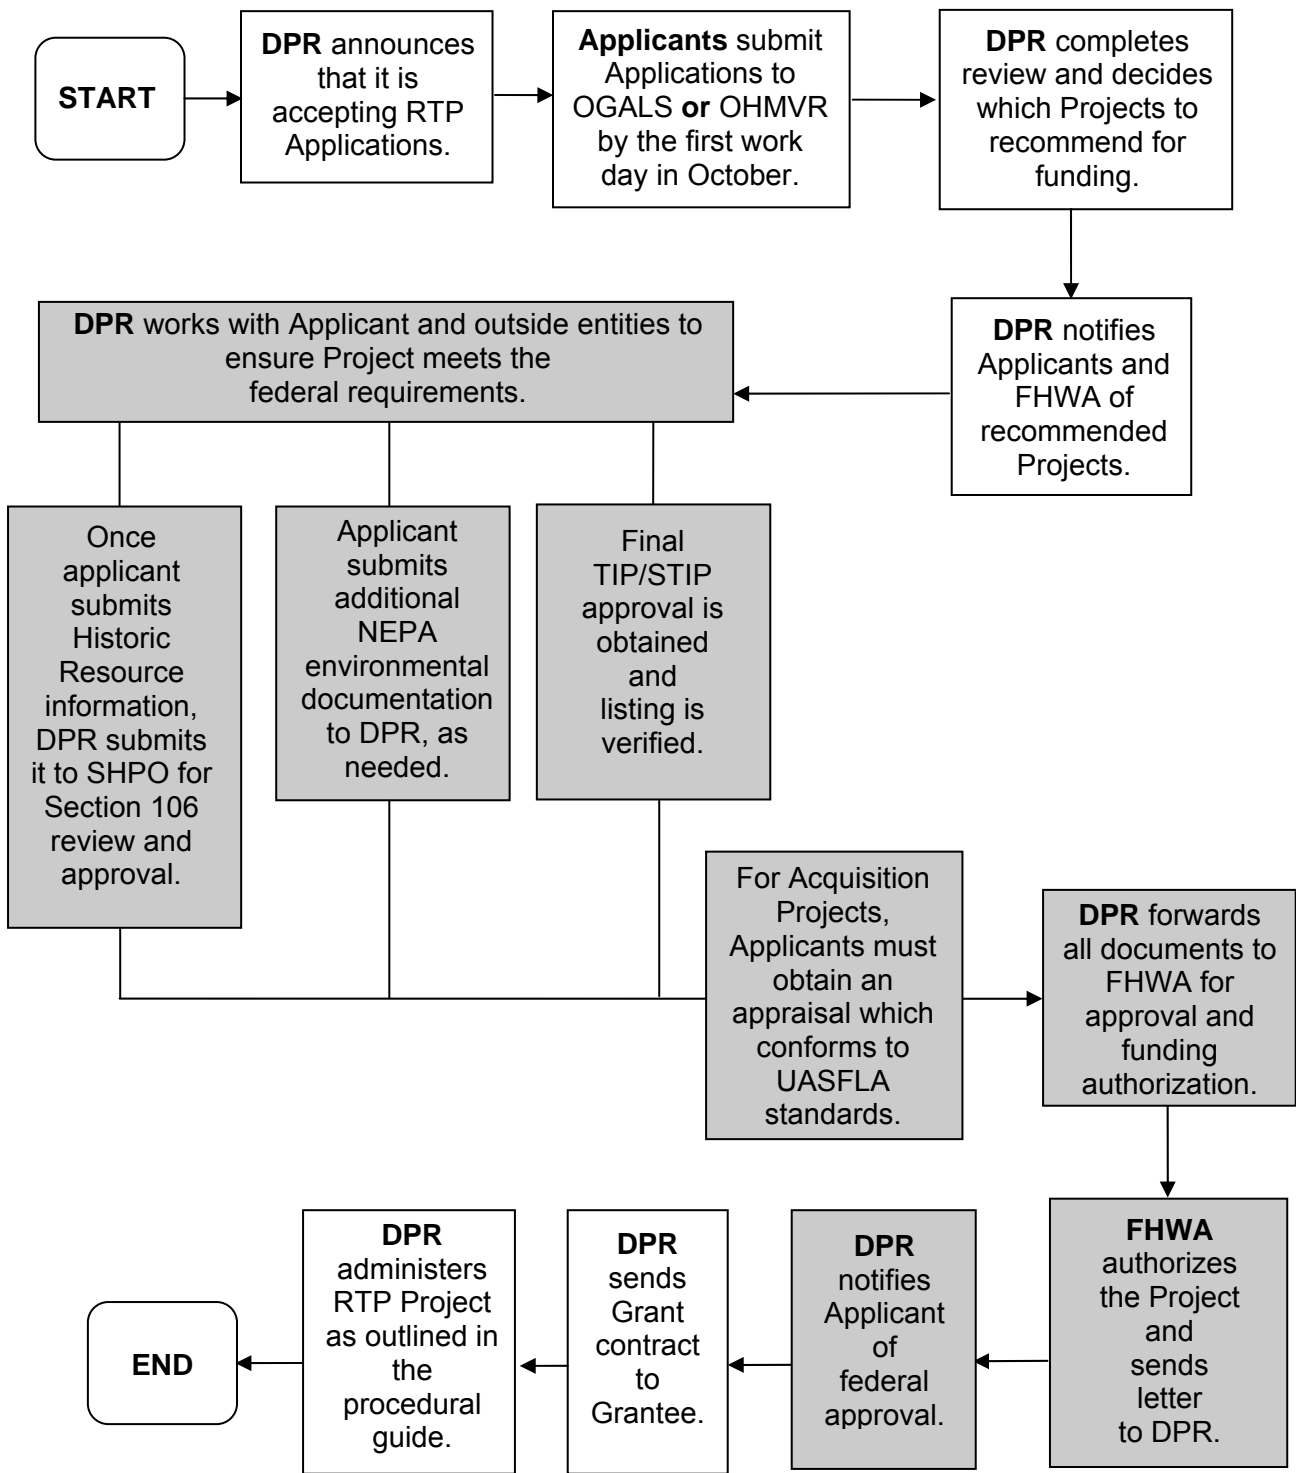 START
DPR announces
that it is
accepting RTP
Applications.
Applicants submit
Applications to
OGALS or OHMVR
by the first work
day in October.
DPR completes
review and decides
which Projects to
recommend for
funding.
DPR notifies
Applicants and
FHWA of
recommended
Projects.
DPR works with Applicant and outside entities to
ensure Project meets the
federal requirements.
Once
applicant
submits
Historic
Resource
information,
DPR submits
it to SHPO for
Section 106
review and
approval.
Applicant
submits
additional
NEPA
environmental
documentation
to DPR, as
needed.
Final
TIP/STIP
approval is
obtained
and
listing is
verified.
For Acquisition
Projects,
Applicants must
obtain an
appraisal which
conforms to
UASFLA
standards.
DPR forwards
all documents to
FHWA for
approval and
funding
authorization.
FHWA
authorizes
the Project
and
sends
letter
to DPR.
DPR
notifies
Applicant
of
federal
approval.
DPR
sends
Grant
contract
to
Grantee.
DPR
administers
RTP Project
as outlined in
the
procedural
guide.
END